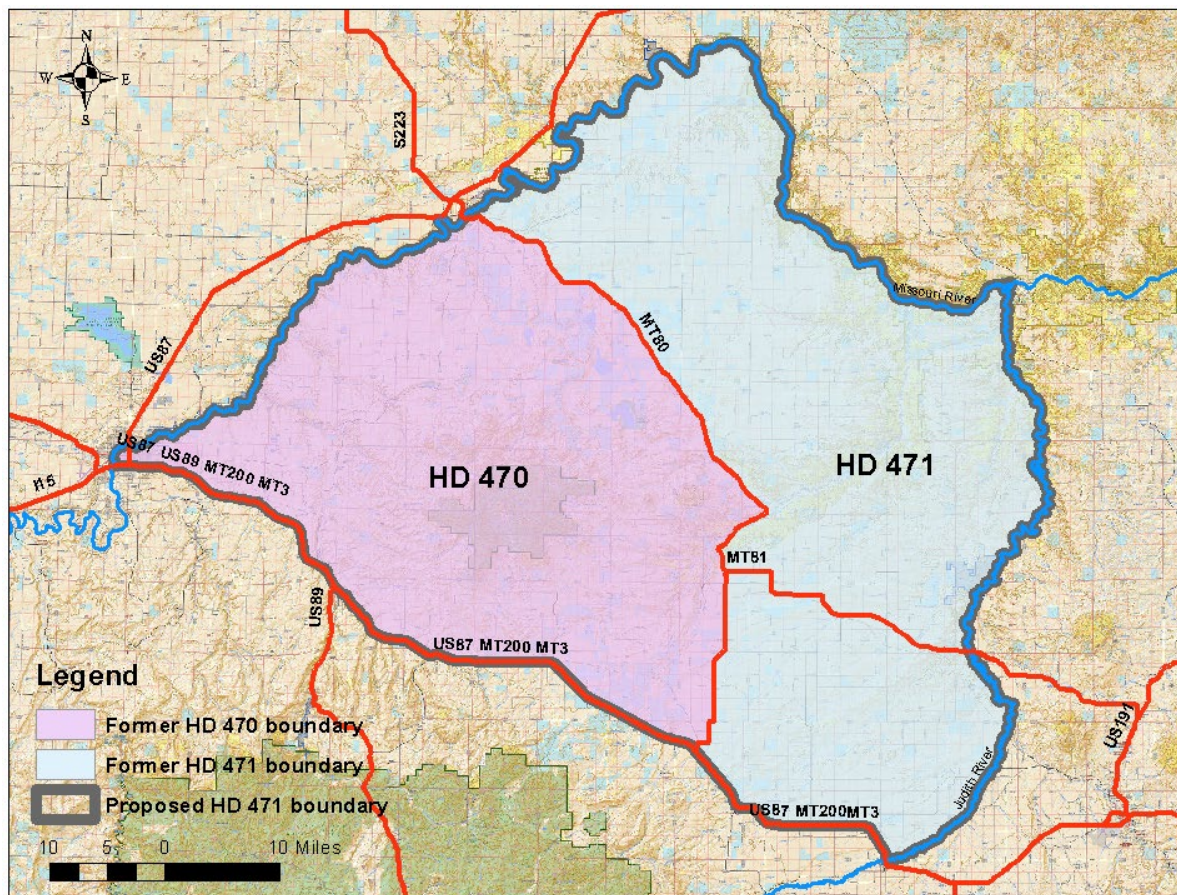 N
W E
S
S223
US87
MT80
Missouri River
US87 US89 MT200 MT3
I15
HD 470
HD 471
MT81
US89
US87 MT200 MT3
US191
Judith River
US87 MT200MT3
Legend
Former HD 470 boundary
Former HD 471 boundary
Proposed HD 471 boundary
10 5 0 10 Miles